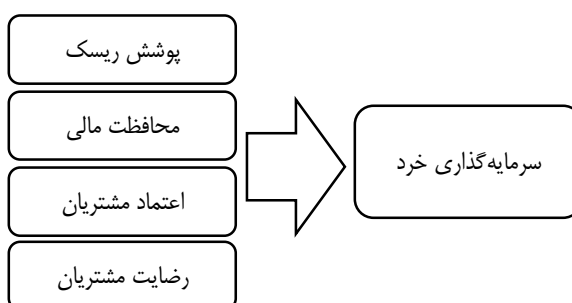 پوشش ریسک
محافظت مالی
اعتماد مشتریان
رضایت مشتریان
سرمایه‌گذاری خرد